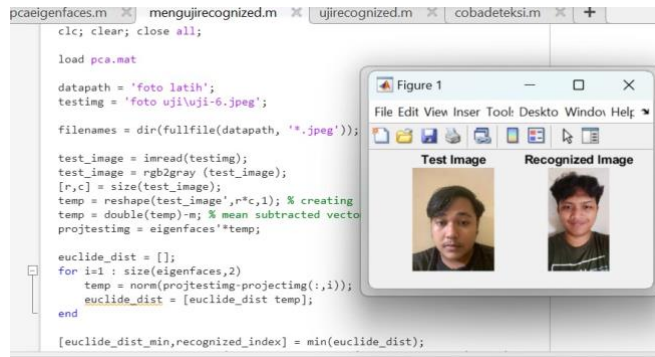 pcaeigenfaces.m mengujirecognized.m ujirecognized.m cobadeteksi.m
clc; clear; close all;
load pca.mat
datapath = 'foto latih';
testimg = 'foto uji\uji-6.jpeg';
filenames = dir(fullfile(datapath, '*.jpeg'));
test_image = imread(testimg);
test_image = rgb2gray (test_image);
[r,c] = size(test_image);
temp = reshape(test_image',r*c,1); % creating
temp = double(temp)-m; % mean subtracted vecto
projtestimg = eigenfaces'*temp;
euclide_dist = [];
for i=1 : size(eigenfaces,2)
temp = norm(projtestimg-projectimg(:,i));
euclide_dist = [euclide_dist temp];
end
[euclide_dist_min,recognized_index] = min(euclide_dist);
Figure 1
File Edit View Inser Tools Deskto Windov Help
Test Image Recognized Image